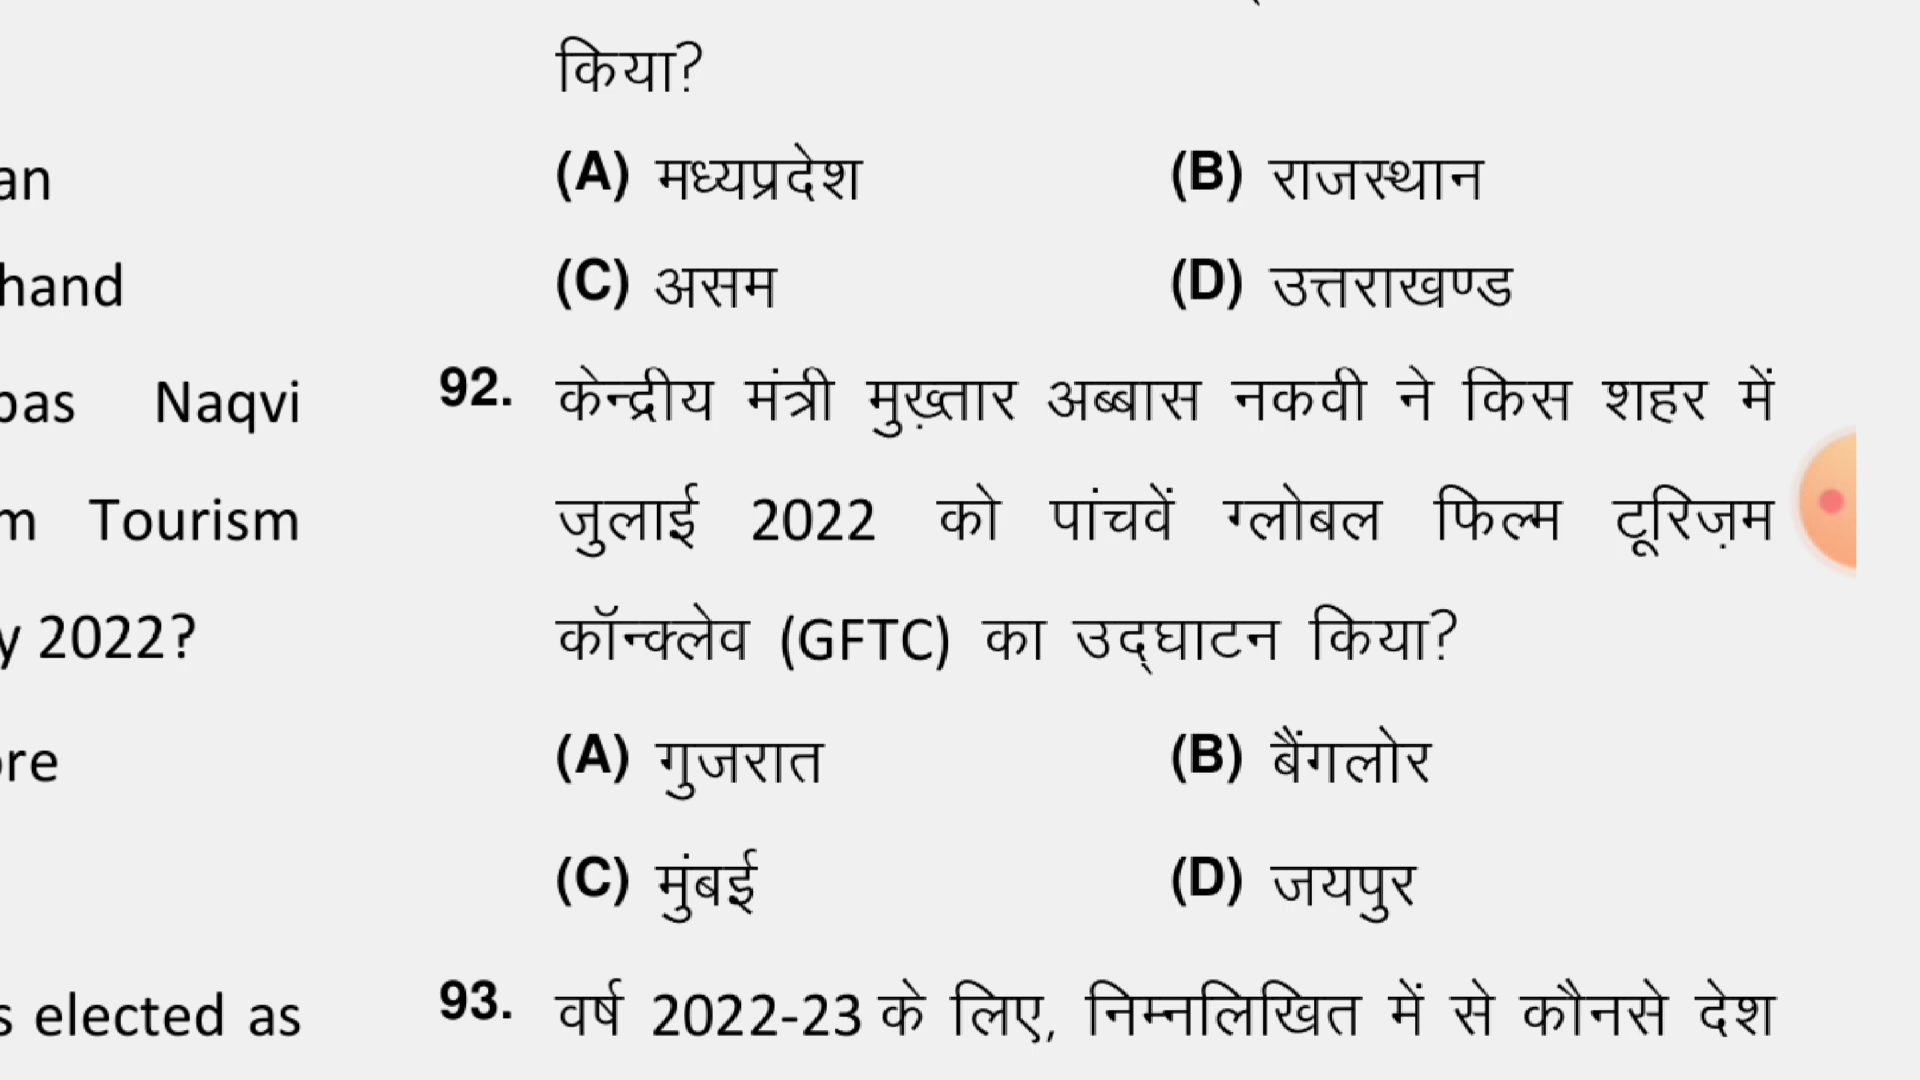 किया?
an
(A) मध्यप्रदेश (B) राजस्थान
hand
(C) असम (D) उत्तराखण्ड
bas Naqvi
m Tourism
y 2022?
ore
s elected as
92. केन्द्रीय मंत्री मुख़्तार अब्बास नकवी ने किस शहर में
जुलाई 2022 को पांचवें ग्लोबल फिल्म टूरिज़म
कॉन्क्लेव (GFTC) का उद्घाटन किया?
(A) गुजरात (B) बैंगलोर
(C) मुंबई (D) जयपुर
93. वर्ष 2022-23 के लिए, निम्नलिखित में से कौनसे देश